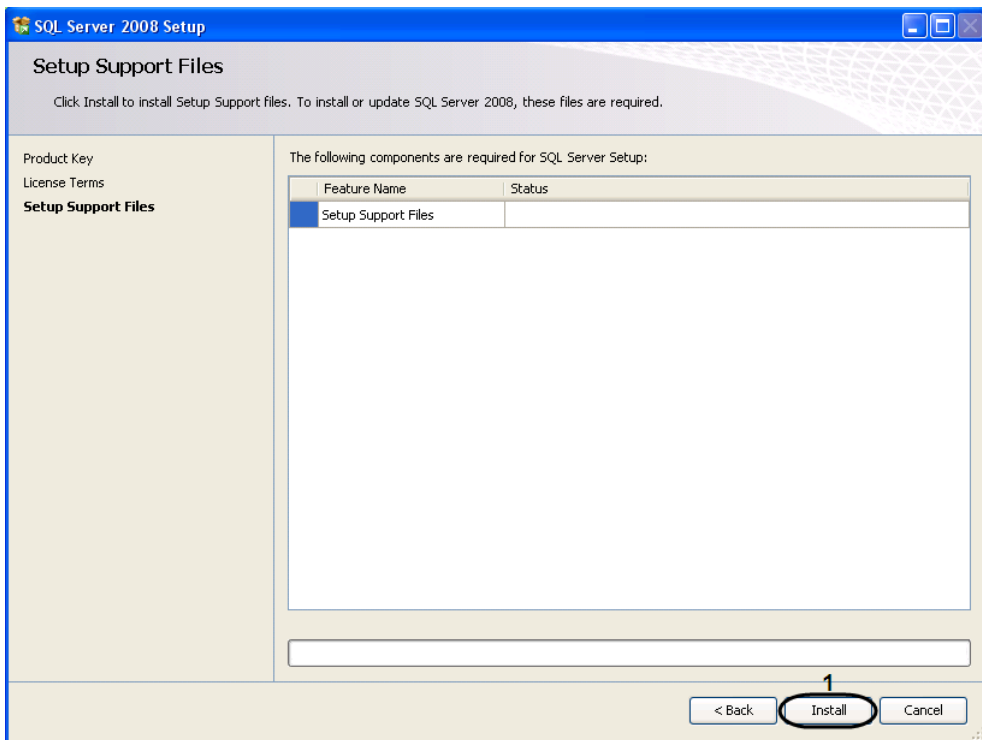 SQL Server 2008 Setup
Setup Support Files
Click Install to install Setup Support files. To install or update SQL Server 2008, these files are required.
Product Key
License Terms
Setup Support Files
The following components are required for SQL Server Setup:
Feature Name Status
Setup Support Files
1
< Back Install Cancel